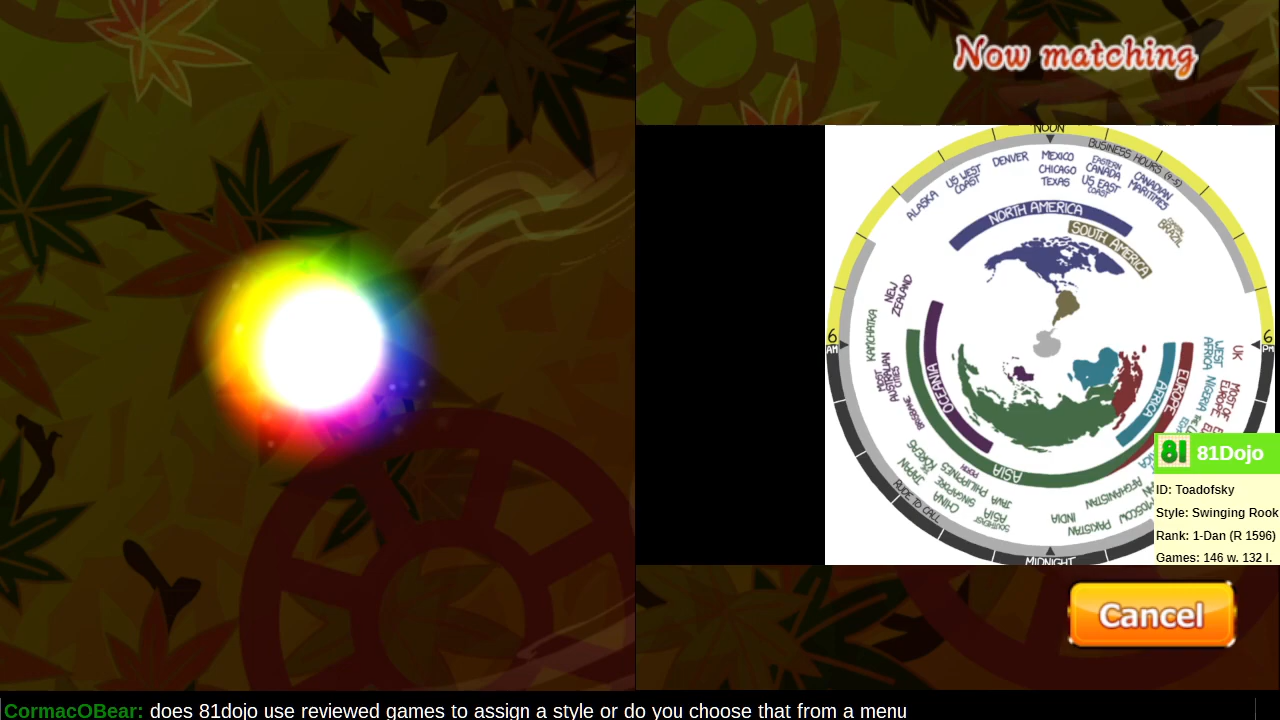 Now matching
NOON
BUSINESS HOURS (9-5)
ALASKA
US WEST COAST
DENVER
MEXICO
CHICAGO
TEXAS
EASTERN CANADA
US EAST COAST
CANADIAN MARITIMES
BRAZIL
NORTH AMERICA
SOUTH AMERICA
NEW ZEALAND
KAMCHATKA
6
AM
6
PM
MOST AUSTRALIAN CITIES
BRISBANE
OCEANIA
ASIA
AFRICA
EUROPE
UK
WEST AFRICA
NIGERIA
MOST OF EUROPE
KOREAS
JAPAN
RUDE TO CALL
CHINA
PERTH
PHILIPPINES
SINGAPORE
JAVA
SOUTHEAST ASIA
INDIA
PAKISTAN
AFGHANISTAN
MOSCOW
MIDNIGHT
81 81Dojo
ID: Toadofsky
Style: Swinging Rook
Rank: 1-Dan (R 1596)
Games: 146 w. 132 l.
Cancel
CormacOBear: does 81dojo use reviewed games to assign a style or do you choose that from a menu